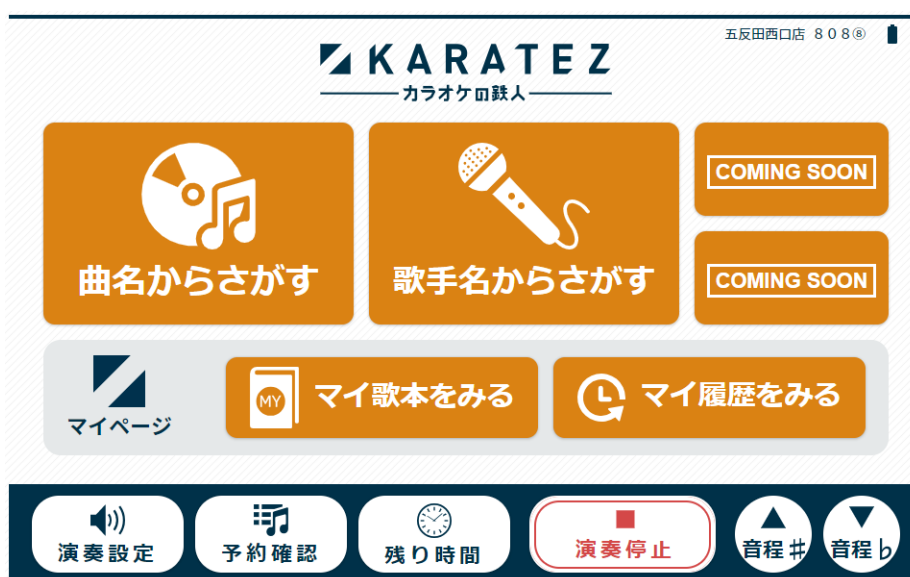 五反田西口店 808⑧
KARATEZ
カラオケの鉄人
曲名からさがす
歌手名からさがす
COMING SOON
COMING SOON
マイページ
MY
マイ歌本をみる
マイ履歴をみる
演奏設定
予約確認
残り時間
演奏停止
音程♯
音程♭